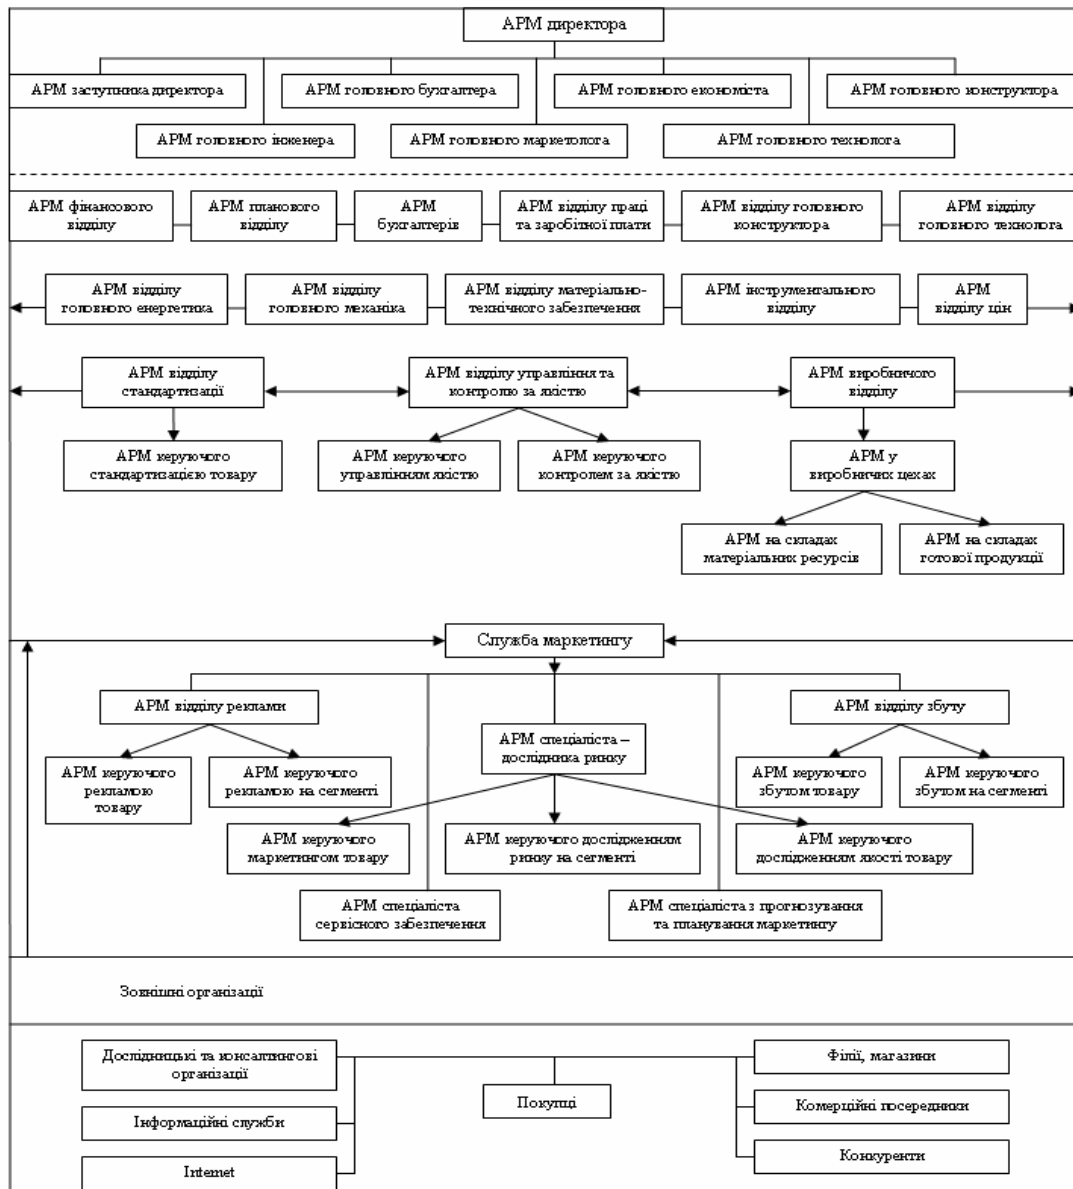 АРМ директора
АРМ заступника директора
АРМ головного бухгалтера
АРМ головного економіста
АРМ головного конструктора
АРМ головного інженера
АРМ головного маркетолога
АРМ головного технолога
АРМ фінансового
відділу
АРМ планового
відділу
АРМ
бухгалтерів
АРМ відділу праці
та заробітної плати
АРМ відділу головного
конструктора
АРМ відділу
головного технолога
АРМ відділу
головного енергетика
АРМ відділу
головного механіка
АРМ відділу матеріально-
технічного забезпечення
АРМ інструментального
відділу
АРМ
відділу цін
АРМ відділу
стандартизації
АРМ відділу управління та
контролю за якістю
АРМ виробничого
відділу
АРМ керуючого
стандартизацією товару
АРМ керуючого
управлінням якістю
АРМ керуючого
контролем за якістю
АРМ у
виробничих цехах
АРМ на складах
матеріальних ресурсів
АРМ на складах
готової продукції
Служба маркетингу
АРМ відділу реклами
АРМ відділу збуту
АРМ спеціаліста –
дослідника ринку
АРМ керуючого
рекламою
товару
АРМ керуючого
рекламою на сегменті
АРМ керуючого
збутом товару
АРМ керуючого
збутом на сегменті
АРМ керуючого
маркетингом товару
АРМ керуючого дослідженням
ринку на сегменті
АРМ керуючого
дослідженням якості товару
АРМ спеціаліста
сервісного забезпечення
АРМ спеціаліста з прогнозування
та планування маркетингу
Зовнішні організації
Дослідницькі та консалтингові
організації
Філії, магазини
Покупці
Інформаційні служби
Комерційні посередники
Internet
Конкуренти